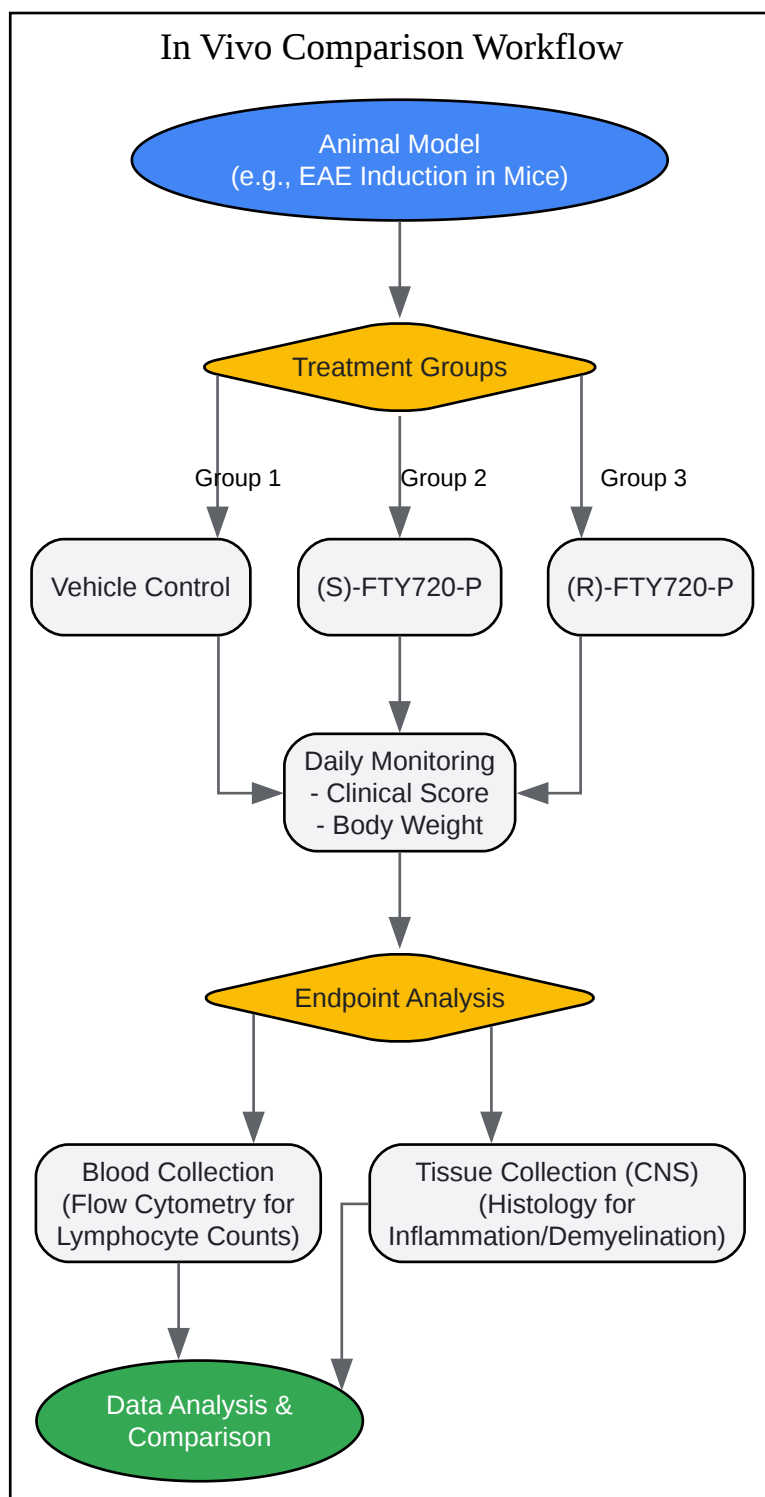 In Vivo Comparison Workflow
Animal Model
(e.g., EAE Induction in Mice)
Treatment Groups
Group 1
Group 2
Group 3
Vehicle Control
(S)-FTY720-P
(R)-FTY720-P
Daily Monitoring
- Clinical Score
- Body Weight
Endpoint Analysis
Blood Collection
(Flow Cytometry for
Lymphocyte Counts)
Tissue Collection (CNS)
(Histology for
Inflammation/Demyelination)
Data Analysis &
Comparison